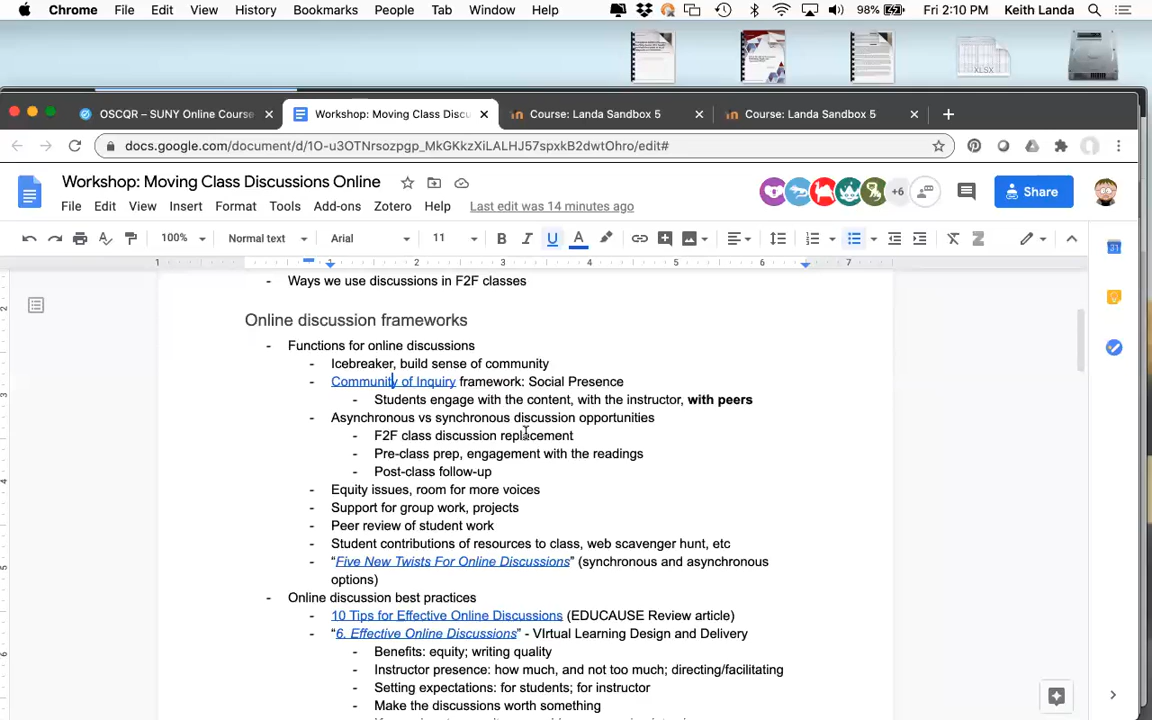 Chrome File Edit View History Bookmarks People Tab Window Help 98% Fri 2:10 PM Keith Landa
XLSX
OSCQR – SUNY Online Course Workshop: Moving Class Discu Course: Landa Sandbox 5 Course: Landa Sandbox 5
docs.google.com/document/d/1O-u3OTNrsozpgp_MkGKkzXiLALHJ57spxkB2dwtOhro/edit#
Workshop: Moving Class Discussions Online +6 Share
File Edit View Insert Format Tools Add-ons Zotero Help Last edit was 14 minutes ago
100% Normal text Arial 11 B I U A Z
1 1 2 3 4 5 6 7
- Ways we use discussions in F2F classes
Online discussion frameworks
- Functions for online discussions
- Icebreaker, build sense of community
- Community of Inquiry framework: Social Presence
- Students engage with the content, with the instructor, with peers
- Asynchronous vs synchronous discussion opportunities
- F2F class discussion replacement
- Pre-class prep, engagement with the readings
- Post-class follow-up
- Equity issues, room for more voices
- Support for group work, projects
- Peer review of student work
- Student contributions of resources to class, web scavenger hunt, etc
- “Five New Twists For Online Discussions” (synchronous and asynchronous
options)
- Online discussion best practices
- 10 Tips for Effective Online Discussions (EDUCAUSE Review article)
- “6. Effective Online Discussions” - VIrtual Learning Design and Delivery
- Benefits: equity; writing quality
- Instructor presence: how much, and not too much; directing/facilitating
- Setting expectations: for students; for instructor
- Make the discussions worth something